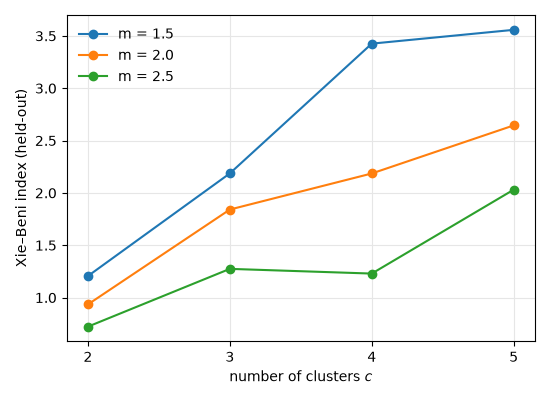 m = 1.5
m = 2.0
m = 2.5
Xie–Beni index (held-out)
3.5
3.0
2.5
2.0
1.5
1.0
2 3 4 5
number of clusters c